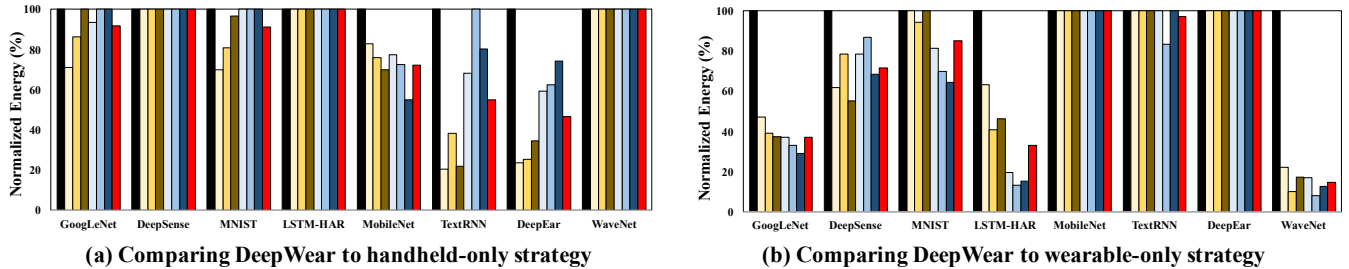 Normalized Energy (%)
100
80
60
40
20
0
GoogLeNet DeepSense MNIST LSTM-HAR MobileNet TextRNN DeepEar WaveNet
(a) Comparing DeepWear to handheld-only strategy
Normalized Energy (%)
100
80
60
40
20
0
GoogLeNet DeepSense MNIST LSTM-HAR MobileNet TextRNN DeepEar WaveNet
(b) Comparing DeepWear to wearable-only strategy